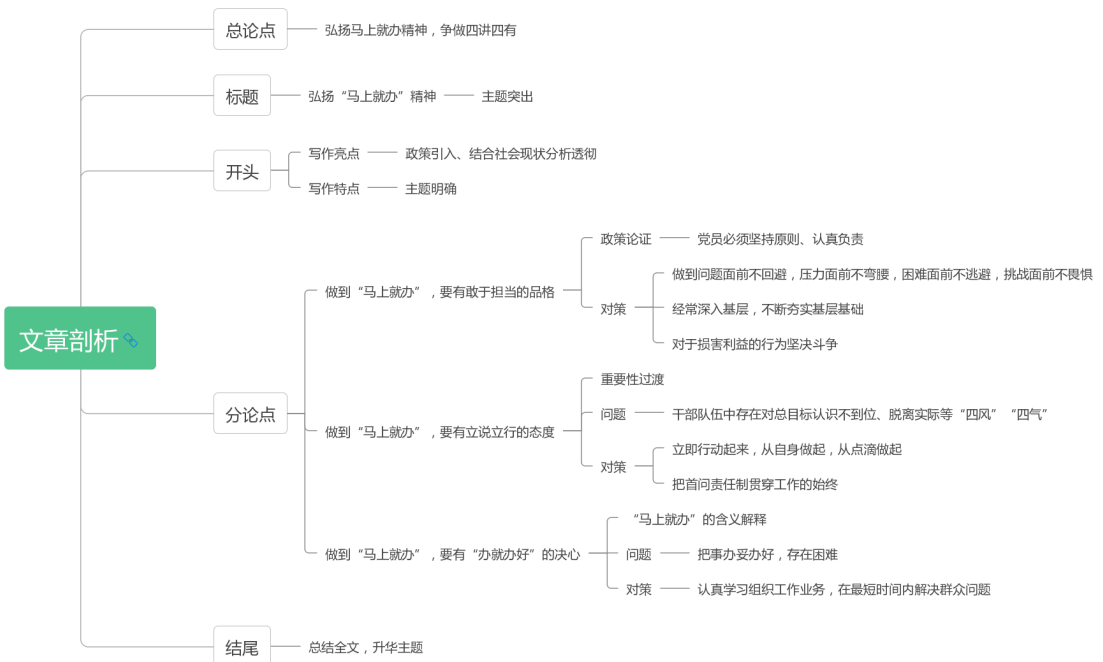 文章剖析
总论点
弘扬马上就办精神，争做四讲四有
标题
弘扬“马上就办”精神
主题突出
开头
写作亮点
政策引入、结合社会现状分析透彻
写作特点
主题明确
分论点
做到“马上就办”，要有敢于担当的品格
政策论证
党员必须坚持原则、认真负责
对策
做到问题面前不回避，压力面前不弯腰，困难面前不逃避，挑战面前不畏惧
经常深入基层，不断夯实基层基础
对于损害利益的行为坚决斗争
做到“马上就办”，要有立说立行的态度
重要性过渡
问题
干部队伍中存在对总目标认识不到位、脱离实际等“四风”“四气”
对策
立即行动起来，从自身做起，从点滴做起
把首问责任制贯穿工作的始终
做到“马上就办”，要有“办就办好”的决心
“马上就办”的含义解释
问题
把事办妥办好，存在困难
对策
认真学习组织工作业务，在最短时间内解决群众问题
结尾
总结全文，升华主题